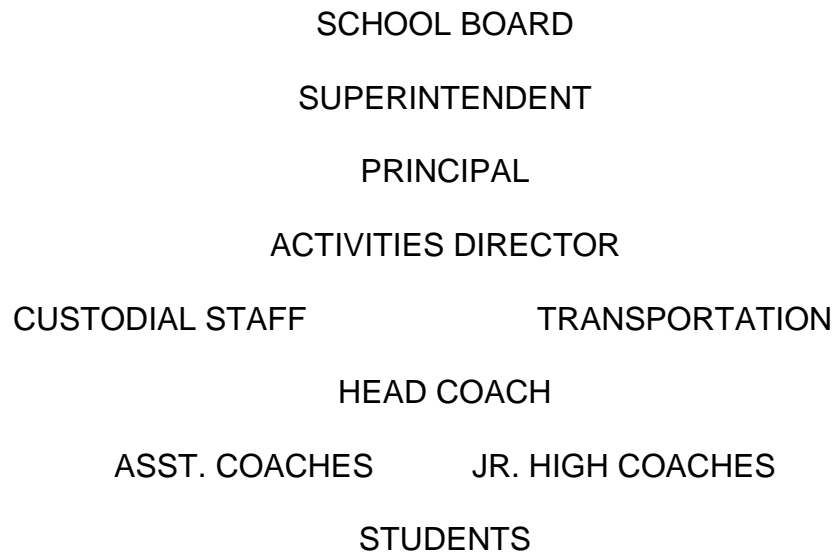 SCHOOL BOARD
SUPERINTENDENT
PRINCIPAL
ACTIVITIES DIRECTOR
CUSTODIAL STAFF TRANSPORTATION
HEAD COACH
ASST. COACHES JR. HIGH COACHES
STUDENTS